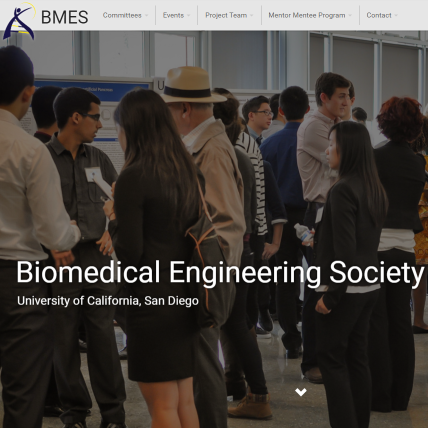 BMES
Committees Events Project Team Mentor Mentee Program Contact
Biomedical Engineering Society
University of California, San Diego